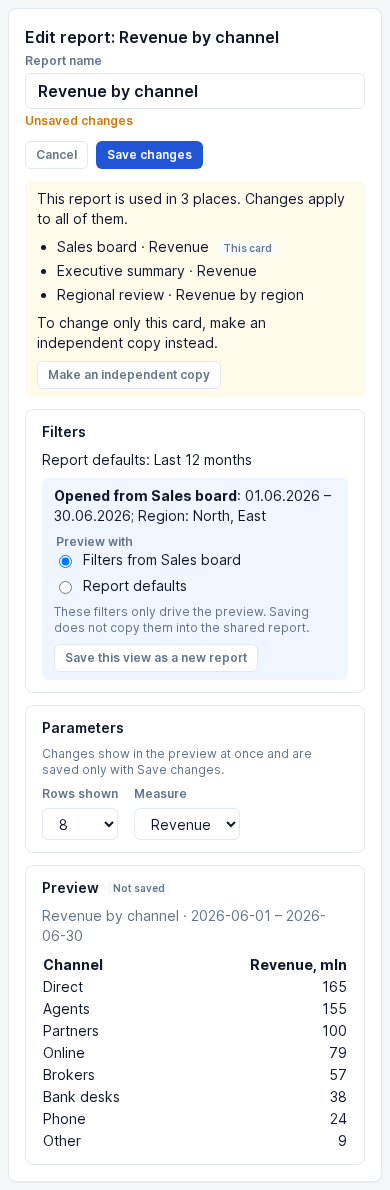 Edit report: Revenue by channel
Report name
Revenue by channel
Unsaved changes
Cancel
Save changes
This report is used in 3 places. Changes apply
to all of them.
• Sales board · Revenue This card
• Executive summary · Revenue
• Regional review · Revenue by region
To change only this card, make an
independent copy instead.
Make an independent copy
Filters
Report defaults: Last 12 months
Opened from Sales board: 01.06.2026 –
30.06.2026; Region: North, East
Preview with
Filters from Sales board
Report defaults
These filters only drive the preview. Saving
does not copy them into the shared report.
Save this view as a new report
Parameters
Changes show in the preview at once and are
saved only with Save changes.
Rows shown Measure
8 Revenue
Preview Not saved
Revenue by channel · 2026-06-01 – 2026-
06-30
Channel Revenue, mln
Direct 165
Agents 155
Partners 100
Online 79
Brokers 57
Bank desks 38
Phone 24
Other 9